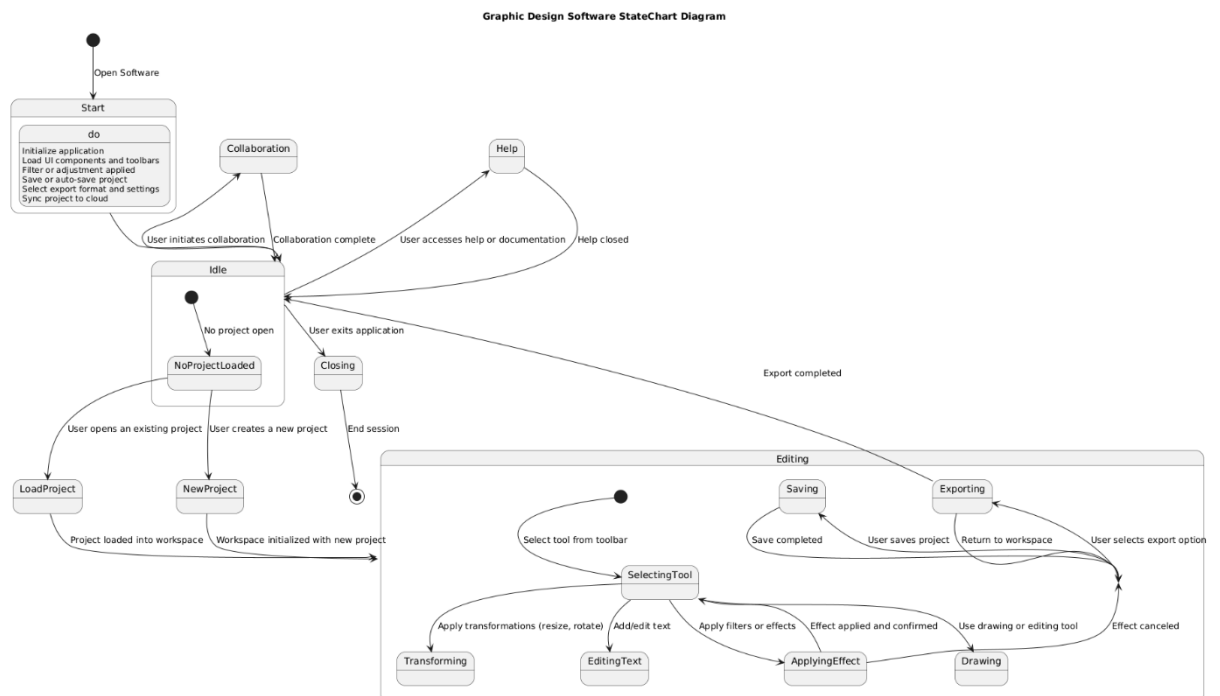 Graphic Design Software StateChart Diagram
Open Software
Start
do
Initialize application
Load UI components and toolbars
Filter or adjustment applied
Save or auto-save project
Select export format and settings
Sync project to cloud
Collaboration
Help
User initiates collaboration
Collaboration complete
User accesses help or documentation
Help closed
Idle
No project open
User exits application
NoProjectLoaded
Closing
Export completed
User opens an existing project
User creates a new project
End session
Editing
LoadProject
NewProject
Saving
Exporting
Project loaded into workspace
Workspace initialized with new project
Select tool from toolbar
Save completed
User saves project
Return to workspace
User selects export option
SelectingTool
Apply transformations (resize, rotate)
Add/edit text
Apply filters or effects
Effect applied and confirmed
Use drawing or editing tool
Effect canceled
Transforming
EditingText
ApplyingEffect
Drawing